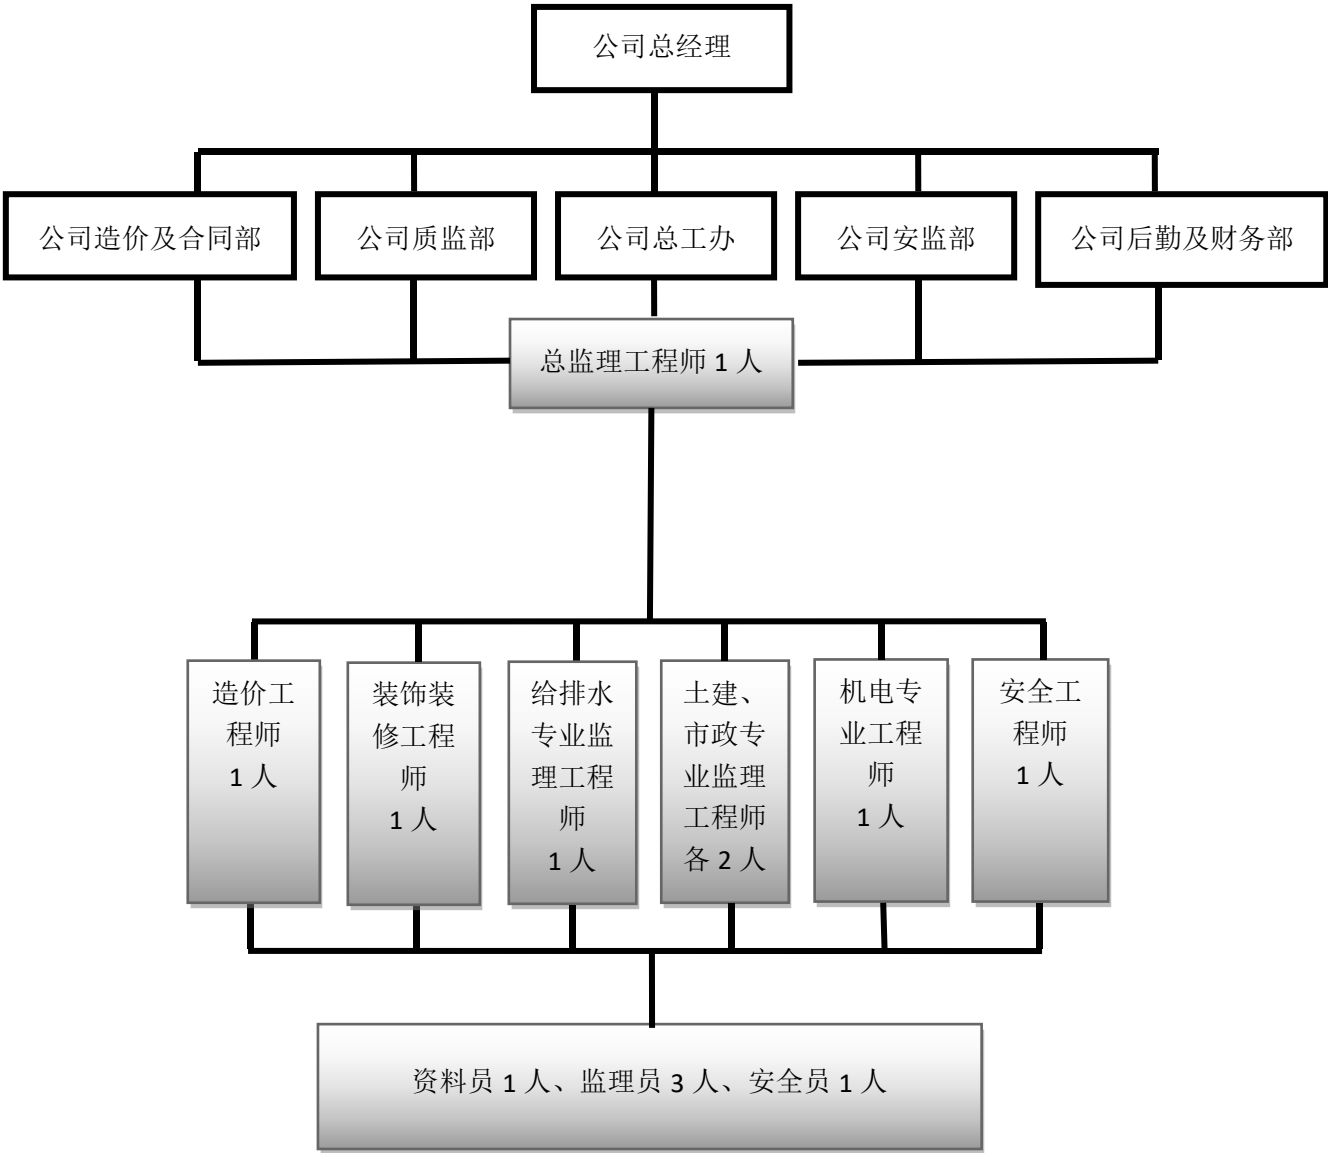 公司总经理
公司造价及合同部
公司质监部
公司总工办
公司安监部
公司后勤及财务部
总监理工程师 1 人
造价工
程师
1 人
装饰装
修工程
师
1 人
给排水
专业监
理工程
师
1 人
土建、
市政专
业监理
工程师
各 2 人
机电专
业工程
师
1 人
安全工
程师
1 人
资料员 1 人、监理员 3 人、安全员 1 人